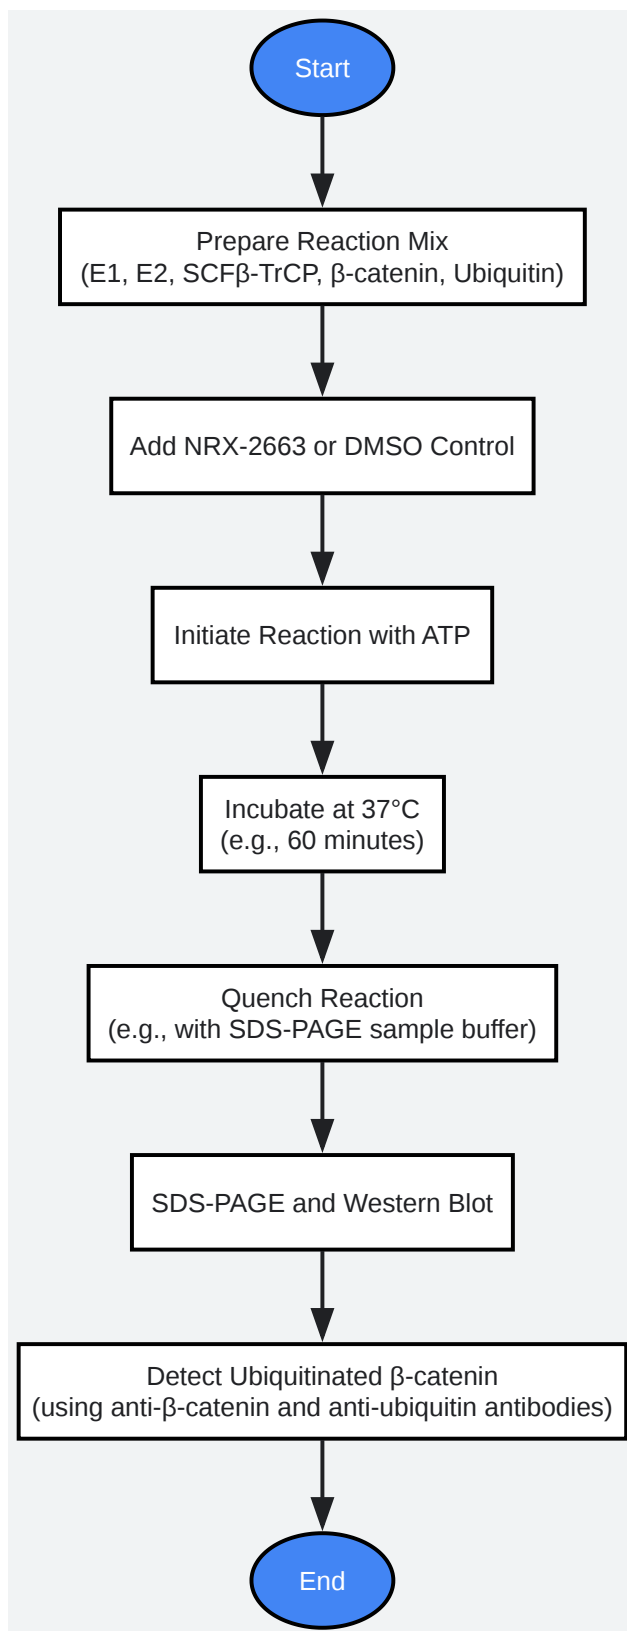 Start
Prepare Reaction Mix
(E1, E2, SCFβ-TrCP, β-catenin, Ubiquitin)
Add NRX-2663 or DMSO Control
Initiate Reaction with ATP
Incubate at 37°C
(e.g., 60 minutes)
Quench Reaction
(e.g., with SDS-PAGE sample buffer)
SDS-PAGE and Western Blot
Detect Ubiquitinated β-catenin
(using anti-β-catenin and anti-ubiquitin antibodies)
End